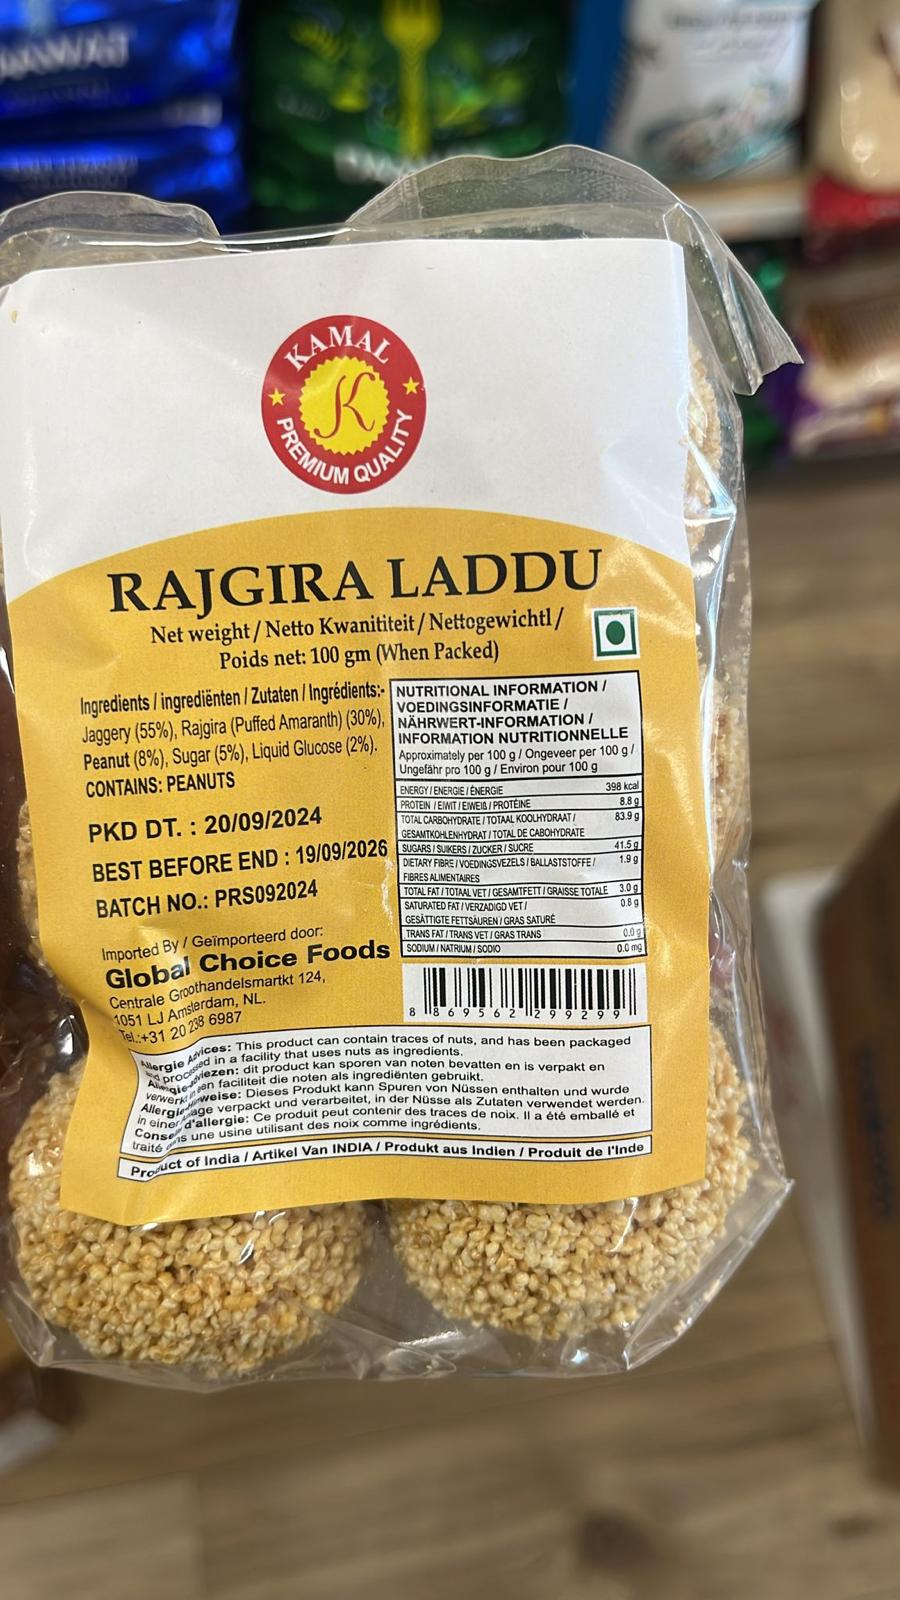 KAMAL
K
PREMIUM QUALITY
RAJGIRA LADDU
Net weight / Netto Kwanititeit / Nettogewichtl /
Poids net: 100 gm (When Packed)
Ingredients / ingrediënten / Zutaten / Ingrédients:-
Jaggery (55%), Rajgira (Puffed Amaranth) (30%),
Peanut (8%), Sugar (5%), Liquid Glucose (2%).
CONTAINS: PEANUTS
PKD DT. : 20/09/2024
BEST BEFORE END : 19/09/2026
BATCH NO.: PRS092024
Imported By / Geïmporteerd door:
Global Choice Foods
Centrale Groothandelsmartkt 124,
1051 LJ Amsterdam, NL.
Tel.:+31 20 238 6987
NUTRITIONAL INFORMATION /
VOEDINGSINFORMATIE /
NÄHRWERT-INFORMATION /
INFORMATION NUTRITIONNELLE
Approximately per 100 g / Ongeveer per 100 g /
Ungefähr pro 100 g / Environ pour 100 g
ENERGY / ENERGIE / ÉNERGIE 398 kcal
PROTEIN / EIWIT / EIWEIß / PROTÉINE 8.8 g
TOTAL CARBOHYDRATE / TOTAAL KOOLHYDRAAT / 83.9 g
GESAMTKOHLENHYDRAT / TOTAL DE CABOHYDRATE
SUGARS / SUIKERS / ZUCKER / SUCRE 41.5 g
DIETARY FIBRE / VOEDINGSVEZELS / BALLASTSTOFFE / 1.9 g
FIBRES ALIMENTAIRES
TOTAL FAT / TOTAAL VET / GESAMTFETT / GRAISSE TOTALE 3.0 g
SATURATED FAT / VERZADIGD VET / 0.8 g
GESÄTTIGTE FETTSÄUREN / GRAS SATURÉ
TRANS FAT / TRANS VET / GRAS TRANS 0.0 g
SODIUM / NATRIUM / SODIO 0.0 mg
8 869562 299299
Allergie Advices: This product can contain traces of nuts, and has been packaged
and processed in a facility that uses nuts as ingredients.
dit product kan sporen van noten bevatten en is verpakt en
verwerkt in een faciliteit die noten als ingrediënten gebruikt.
Dieses Produkt kann Spuren von Nüssen enthalten und wurde
in einer verpackt und verarbeitet, in der Nüsse als Zutaten verwendet werden.
d'allergie: Ce produit peut contenir des traces de noix. Il a été emballé et
traité dans une usine utilisant des noix comme ingrédients.
Product of India / Artikel Van INDIA / Produkt aus Indien / Produit de l'Inde